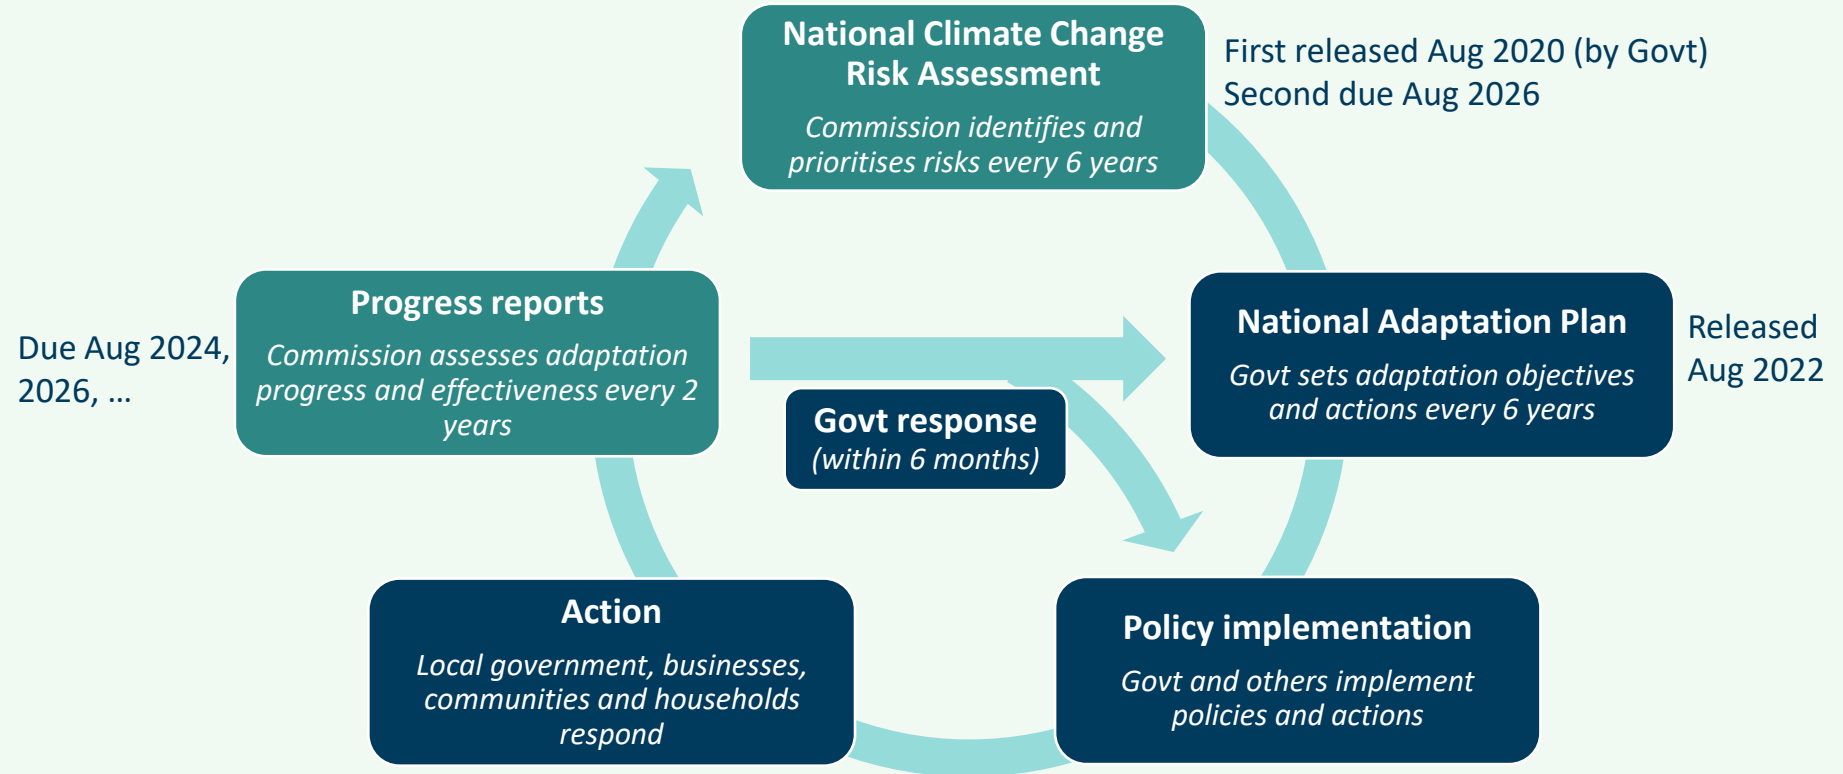 National Climate Change
Risk Assessment
Commission identifies and
prioritises risks every 6 years
First released Aug 2020 (by Govt)
Second due Aug 2026
Progress reports
Commission assesses adaptation
progress and effectiveness every 2
years
Due Aug 2024,
2026, ...
Govt response
(within 6 months)
National Adaptation Plan
Govt sets adaptation objectives
and actions every 6 years
Released
Aug 2022
Action
Local government, businesses,
communities and households
respond
Policy implementation
Govt and others implement
policies and actions